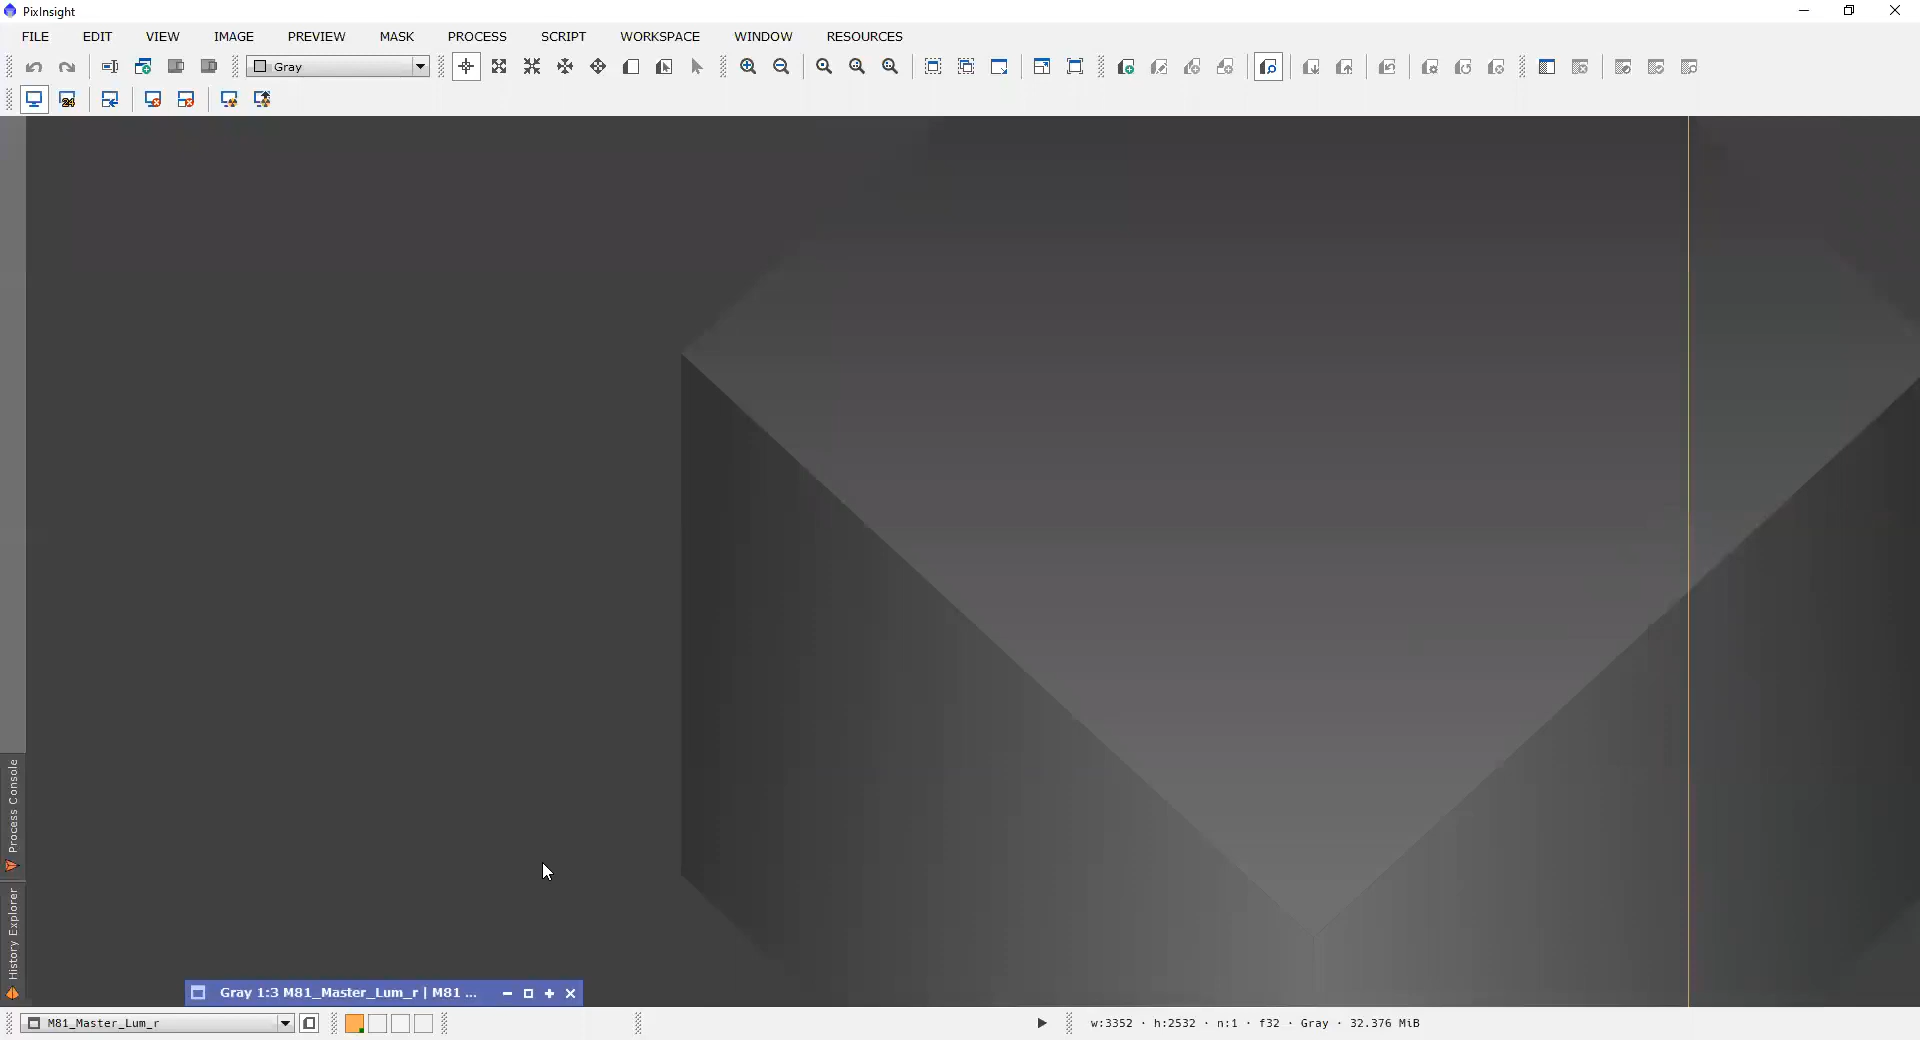 PixInsight
FILE EDIT VIEW IMAGE PREVIEW MASK PROCESS SCRIPT WORKSPACE WINDOW RESOURCES
Gray
24
Process Console
History Explorer
Gray 1:3 M81_Master_Lum_r | M81 ...
M81_Master_Lum_r
w:3352 · h:2532 · n:1 · f32 · Gray · 32.376 MiB